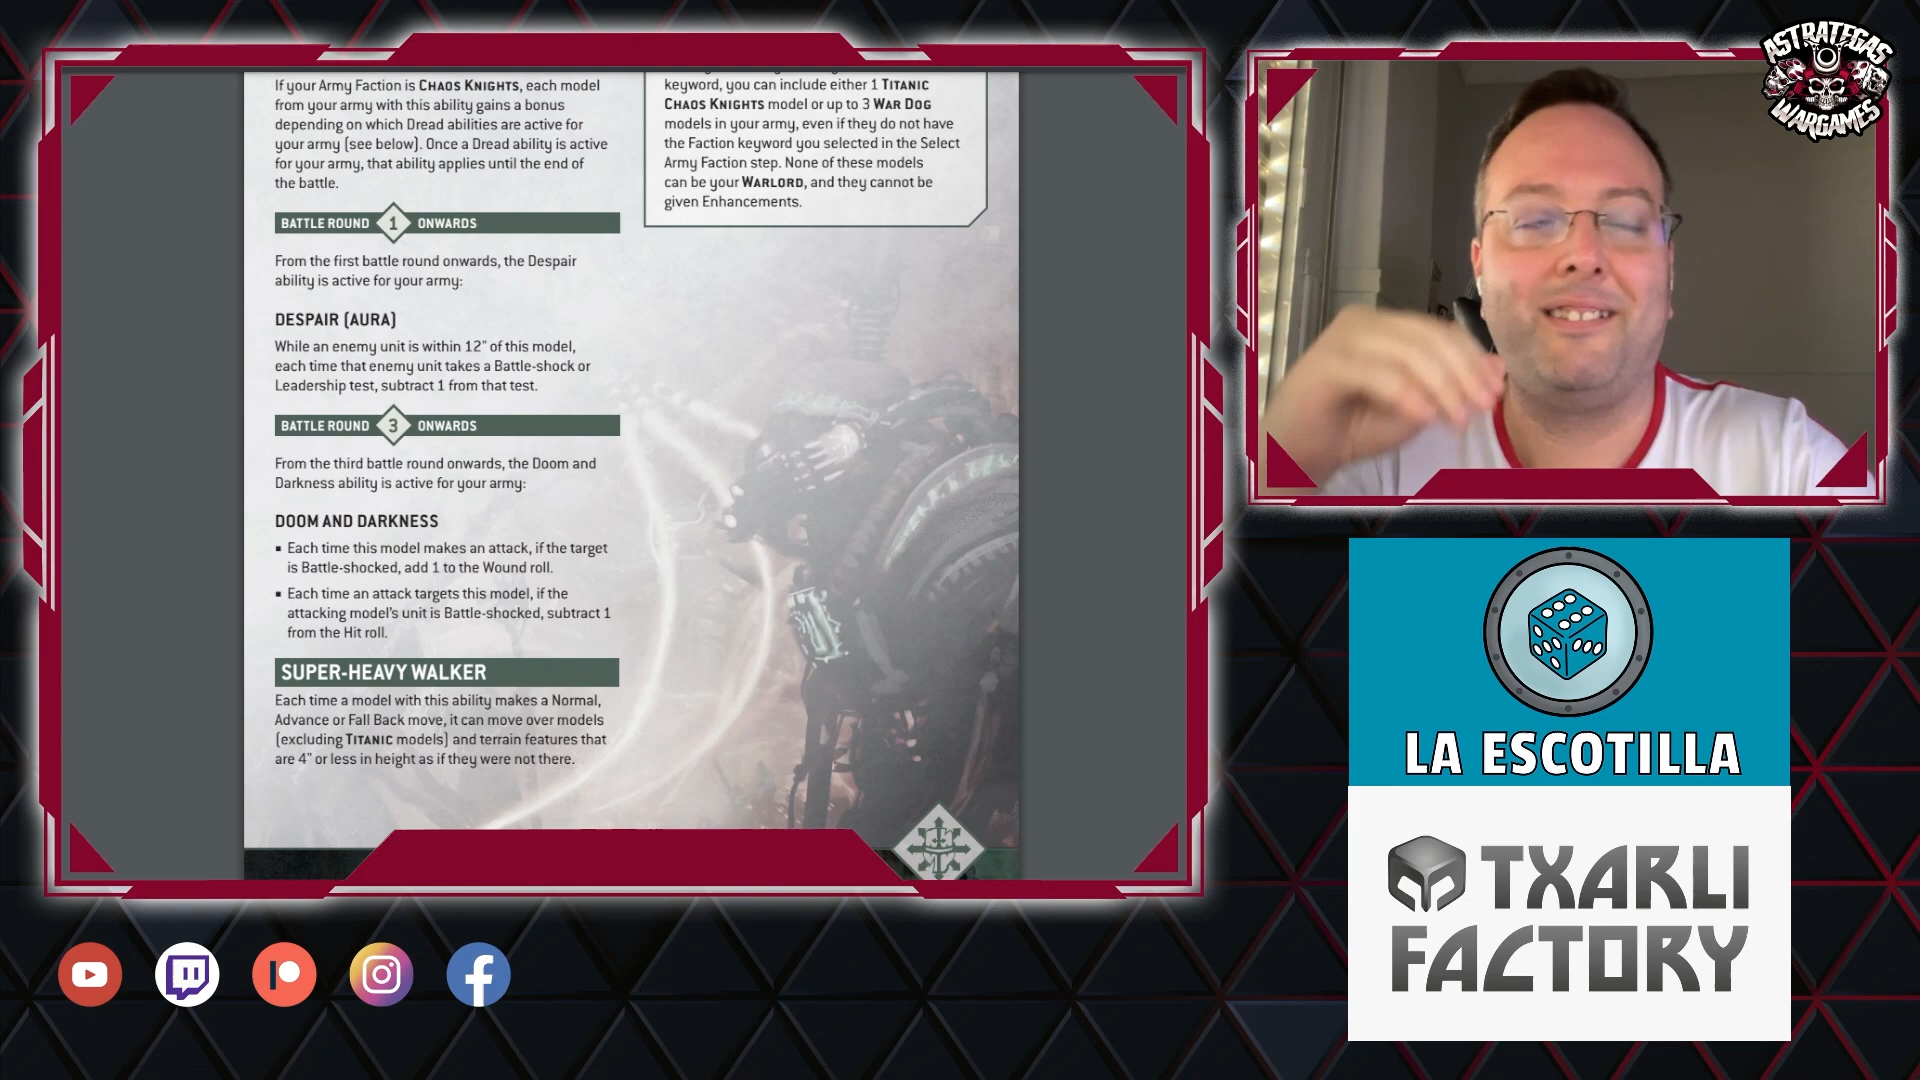 If your Army Faction is CHAOS KNIGHTS, each model
from your army with this ability gains a bonus
depending on which Dread abilities are active for
your army (see below). Once a Dread ability is active
for your army, that ability applies until the end of
the battle.
BATTLE ROUND 1 ONWARDS
From the first battle round onwards, the Despair
ability is active for your army:
DESPAIR (AURA)
While an enemy unit is within 12" of this model,
each time that enemy unit takes a Battle-shock or
Leadership test, subtract 1 from that test.
BATTLE ROUND 3 ONWARDS
From the third battle round onwards, the Doom and
Darkness ability is active for your army:
DOOM AND DARKNESS
▪ Each time this model makes an attack, if the target
is Battle-shocked, add 1 to the Wound roll.
▪ Each time an attack targets this model, if the
attacking model's unit is Battle-shocked, subtract 1
from the Hit roll.
SUPER-HEAVY WALKER
Each time a model with this ability makes a Normal,
Advance or Fall Back move, it can move over models
(excluding TITANIC models) and terrain features that
are 4" or less in height as if they were not there.
keyword, you can include either 1 TITANIC
CHAOS KNIGHTS model or up to 3 WAR DOG
models in your army, even if they do not have
the Faction keyword you selected in the Select
Army Faction step. None of these models
can be your WARLORD, and they cannot be
given Enhancements.
ASTRATEGAS
WARGAMES
LA ESCOTILLA
TXARLI
FACTORY